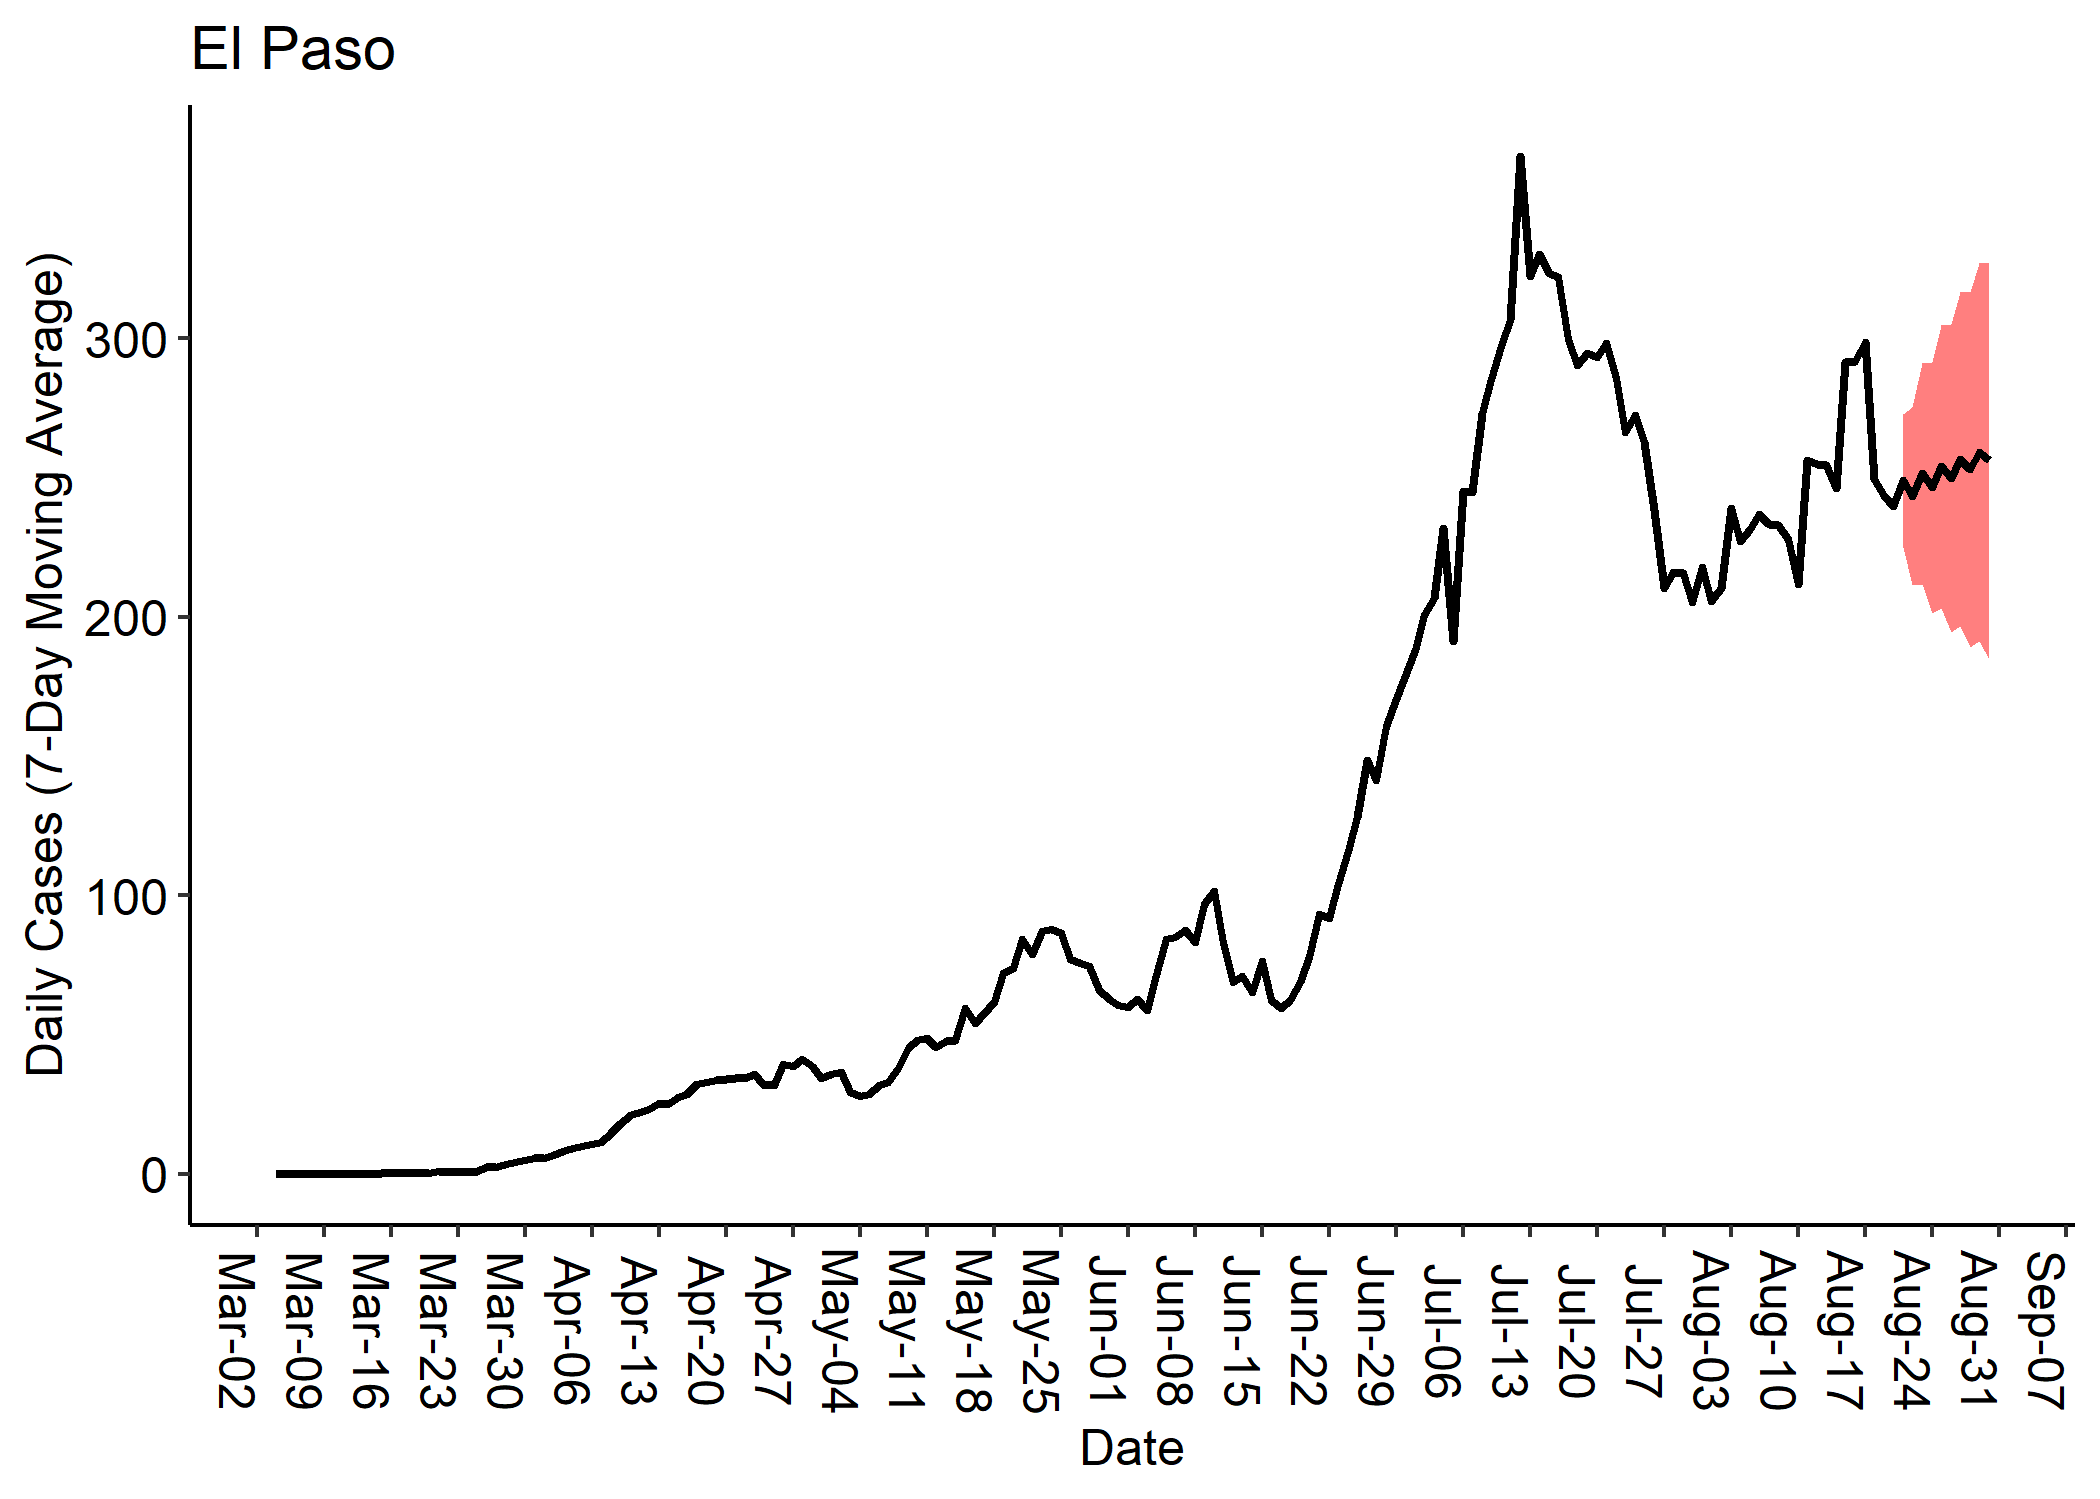 El Paso
Daily Cases (7-Day Moving Average)
300
200
100
0
Mar-02
Mar-09
Mar-16
Mar-23
Mar-30
Apr-06
Apr-13
Apr-20
Apr-27
May-04
May-11
May-18
May-25
Jun-01
Jun-08
Jun-15
Jun-22
Jun-29
Jul-06
Jul-13
Jul-20
Jul-27
Aug-03
Aug-10
Aug-17
Aug-24
Aug-31
Sep-07
Date